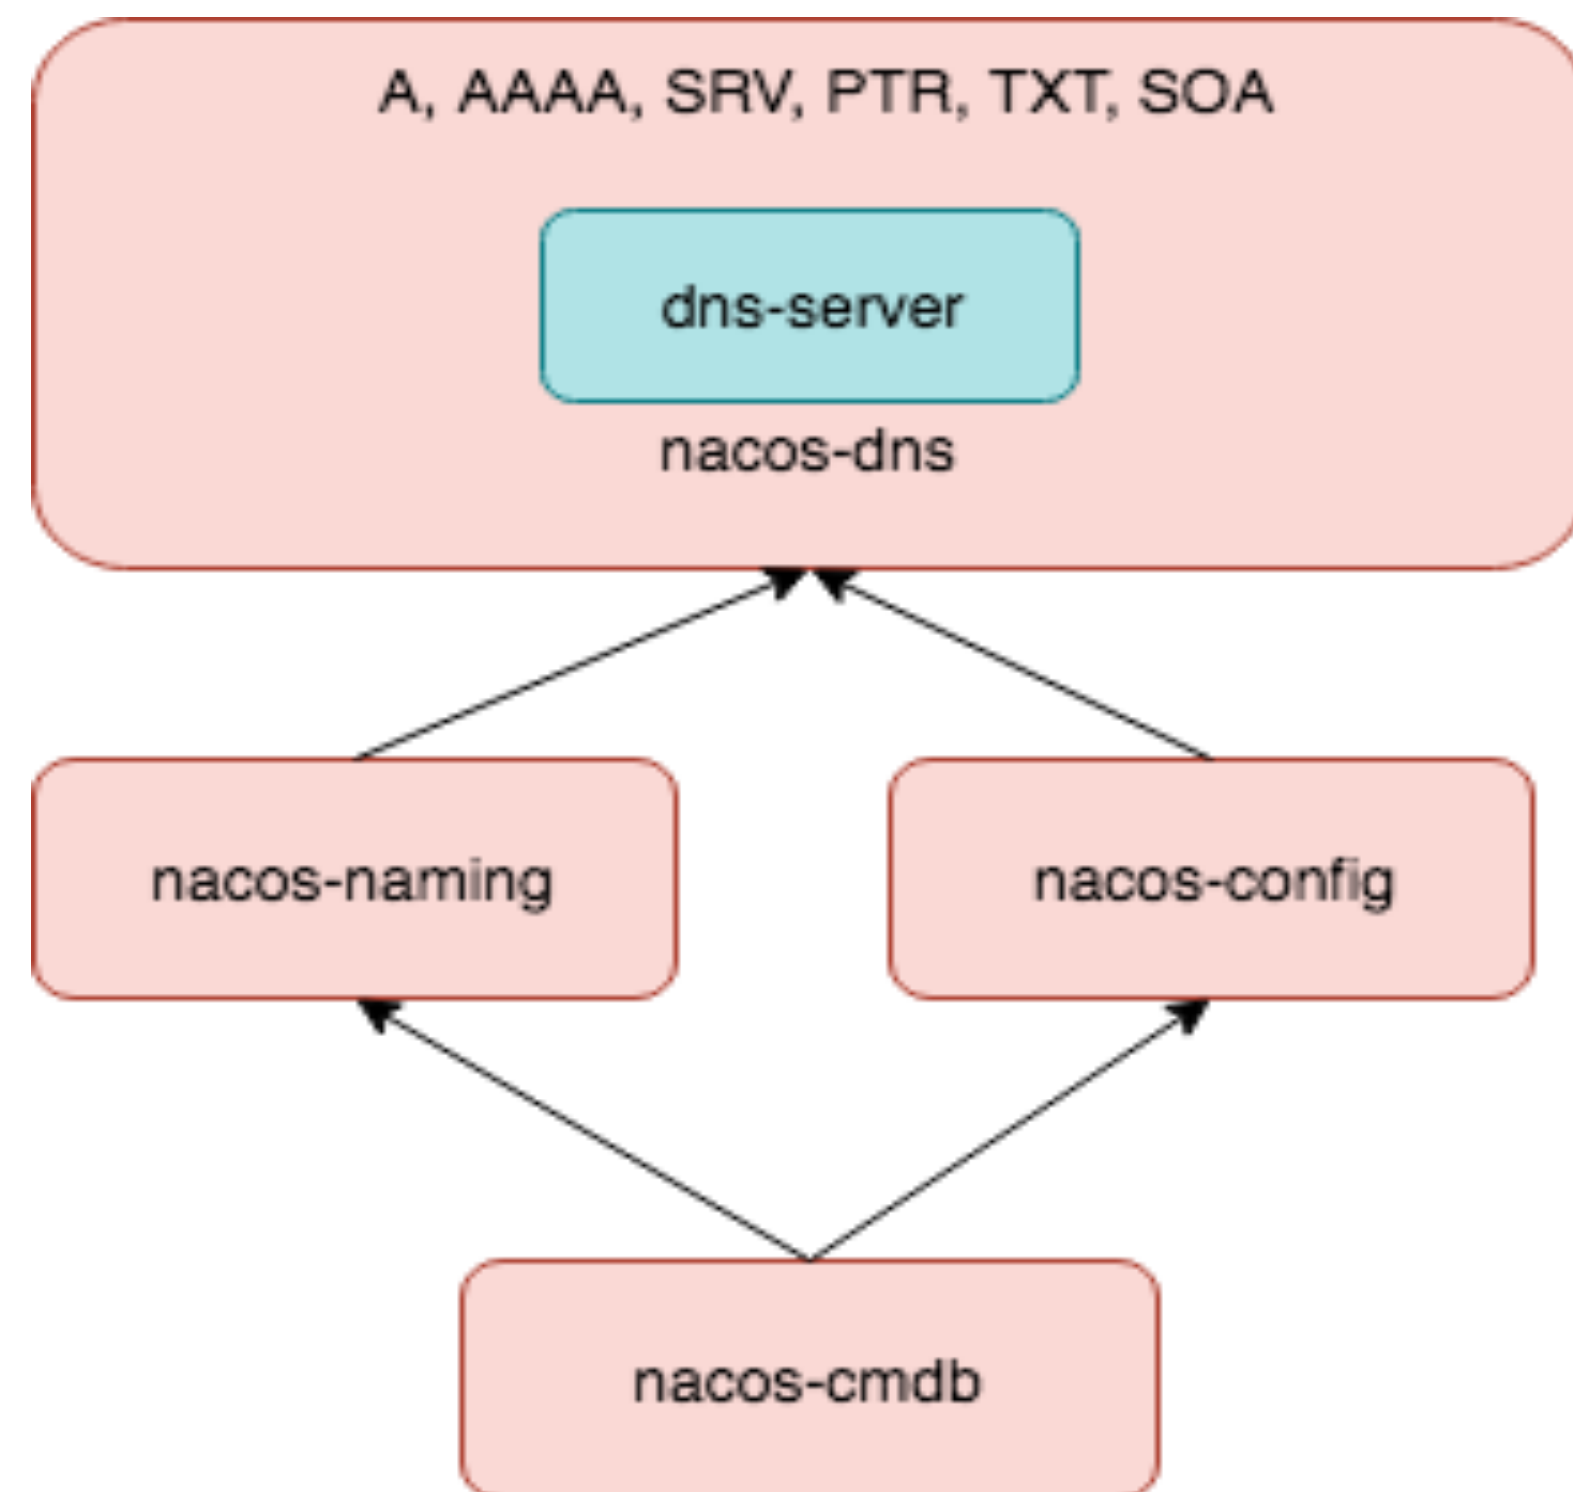 A, AAAA, SRV, PTR, TXT, SOA
dns-server
nacos-dns
nacos-naming
nacos-config
nacos-cmdb